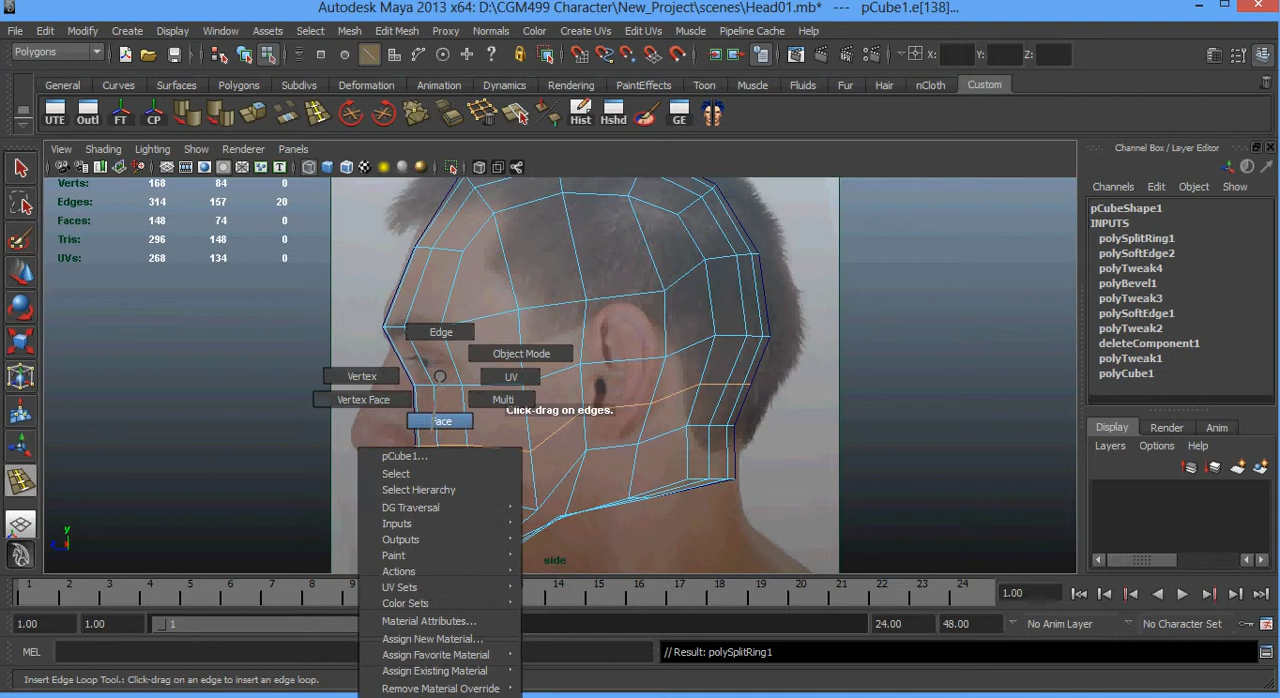 Autodesk Maya 2013 x64: D:\CGM499 Character\New_Project\scenes\Head01.mb* --- pCube1.e[138]...
File Edit Modify Create Display Window Assets Select Mesh Edit Mesh Proxy Normals Color Create UVs Edit UVs Muscle Pipeline Cache Help
Polygons X: Y: Z:
General Curves Surfaces Polygons Subdivs Deformation Animation Dynamics Rendering PaintEffects Toon Muscle Fluids Fur Hair nCloth Custom
UTE Outl FT CP Hist Hshd GE
View Shading Lighting Show Renderer Panels
Channel Box / Layer Editor
Verts: 168 84 0
Edges: 314 157 20
Faces: 148 74 0
Tris: 296 148 0
UVs: 268 134 0
Channels Edit Object Show
pCubeShape1
INPUTS
polySplitRing1
polySoftEdge2
polyTweak4
polyBevel1
polyTweak3
polySoftEdge1
polyTweak2
deleteComponent1
polyTweak1
polyCube1
Edge
Object Mode
Vertex UV
Vertex Face Multi
Click-drag on edges.
Face
pCube1...
Select
Select Hierarchy
DG Traversal
Inputs
Outputs
Paint
Actions
UV Sets
Color Sets
Material Attributes...
Assign New Material...
Assign Favorite Material
Assign Existing Material
Remove Material Override
y
side
Display Render Anim
Layers Options Help
1 2 3 4 5 6 7 8 9 14 15 16 17 18 19 20 21 22 23 24 1.00
1.00 1.00 1 24.00 48.00 No Anim Layer No Character Set
MEL // Result: polySplitRing1
Insert Edge Loop Tool.: Click-drag on an edge to insert an edge loop.